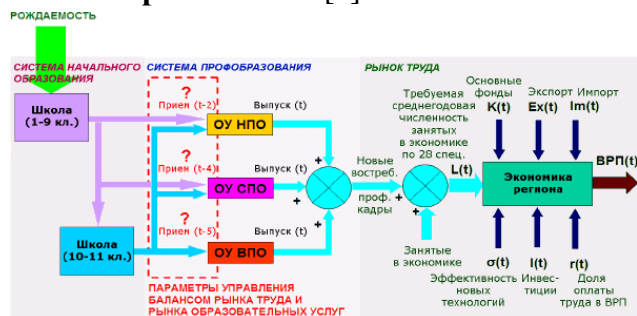 РОЖДАЕМОСТЬ
СИСТЕМА НАЧАЛЬНОГО
ОБРАЗОВАНИЯ
СИСТЕМА ПРОФОБРАЗОВАНИЯ
РЫНОК ТРУДА
Школа
(1-9 кл.)
Школа
(10-11 кл.)
?
Прием (t-2)
ОУ НПО
Выпуск (t)
?
Прием (t-4)
ОУ СПО
Выпуск (t)
?
Прием (t-5)
ОУ ВПО
Выпуск (t)
ПАРАМЕТРЫ УПРАВЛЕНИЯ
БАЛАНСОМ РЫНКА ТРУДА И
РЫНКА ОБРАЗОВАТЕЛЬНЫХ УСЛУГ
+
+
+
Новые
востреб.
проф.
кадры
Требуемая
среднегодовая
численность
занятых
в экономике
по 28 спец.
+
+
Занятые
в экономике
L(t)
Основные
фонды
K(t)
Экспорт
Ex(t)
Импорт
Im(t)
Экономика
региона
ВРП(t)
σ(t)
Эффективность
новых
технологий
I(t)
Инвес-
тиции
r(t)
Доля
оплаты
труда в ВРП